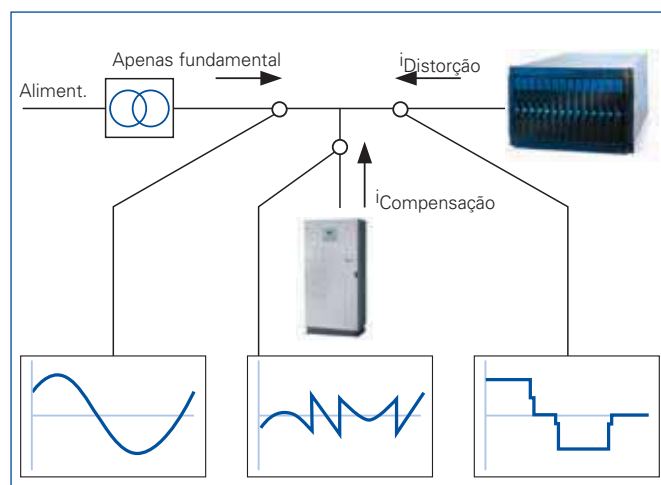 Apenas fundamental
iDistorção
Aliment.
iCompensação